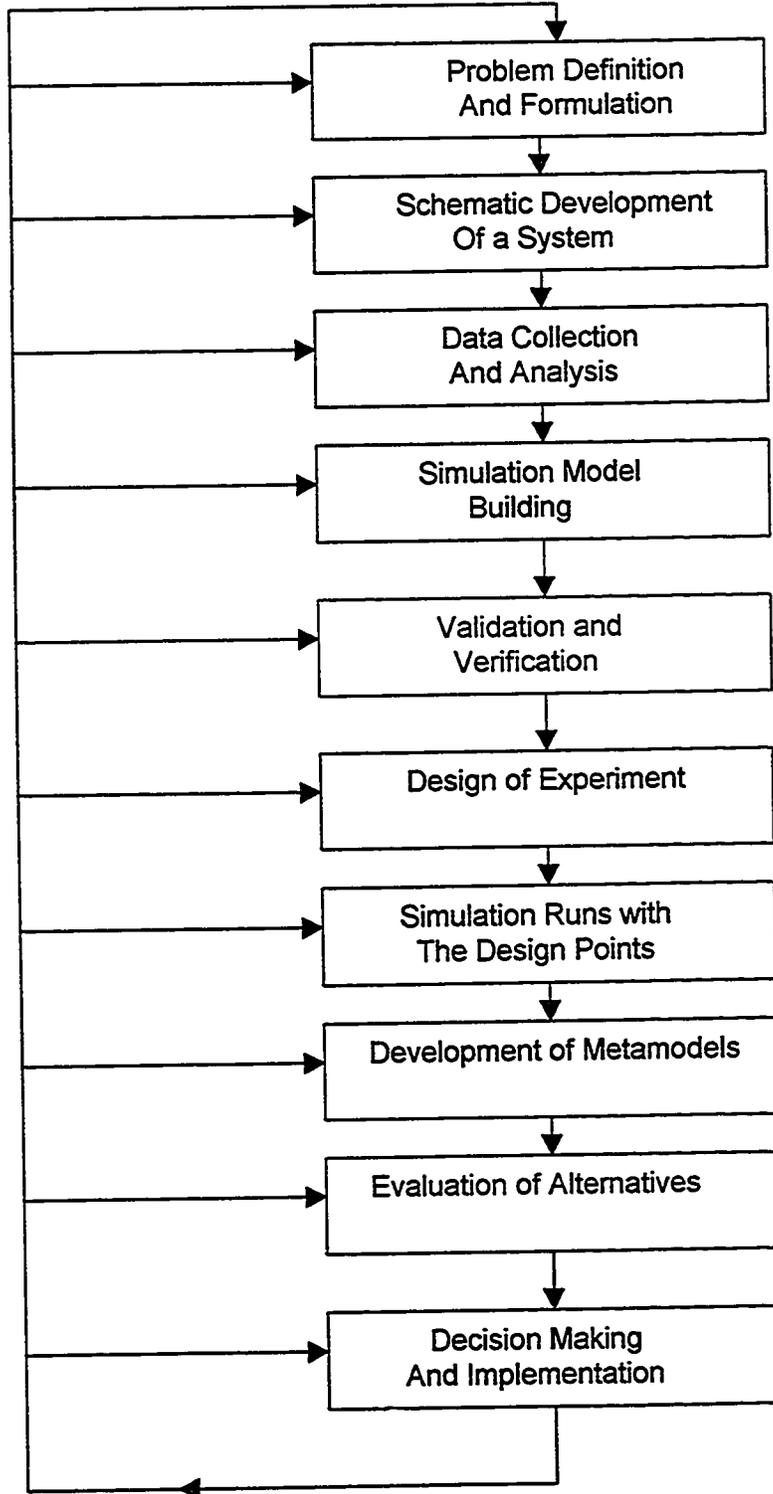 Problem Definition
And Formulation
Schematic Development
Of a System
Data Collection
And Analysis
Simulation Model
Building
Validation and
Verification
Design of Experiment
Simulation Runs with
The Design Points
Development of Metamodels
Evaluation of Alternatives
Decision Making
And Implementation